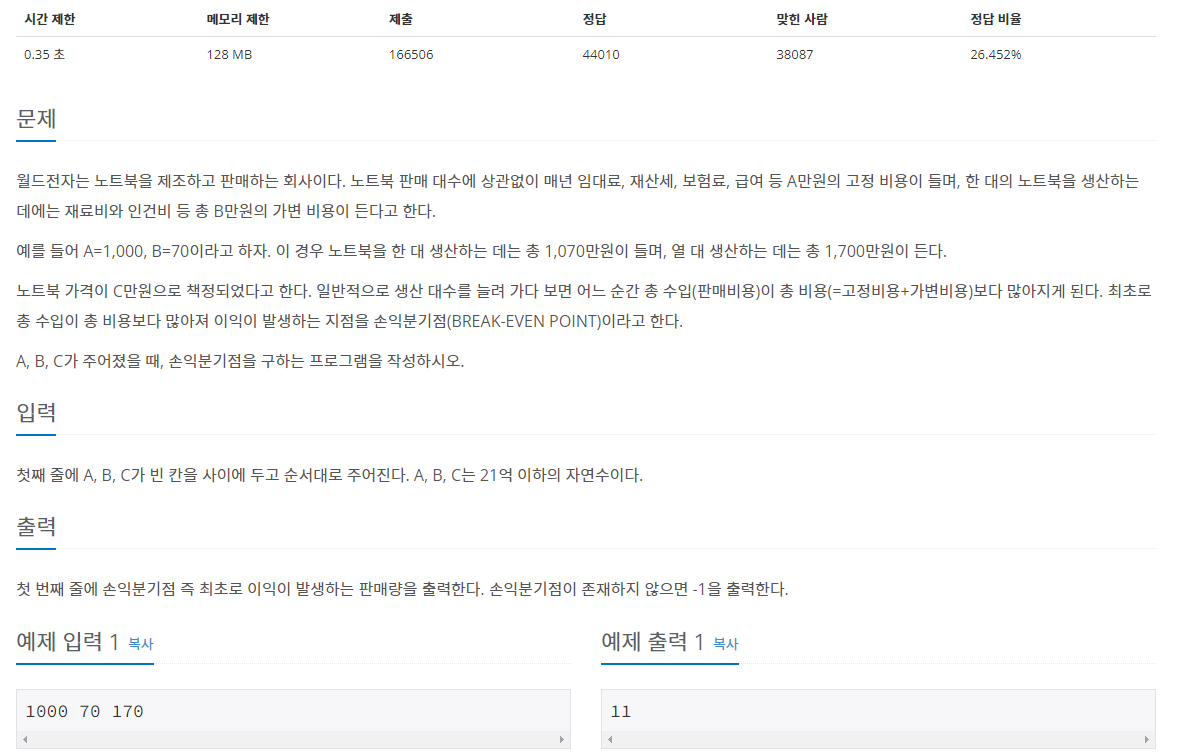 시간 제한 메모리 제한 제출 정답 맞힌 사람 정답 비율
0.35 초 128 MB 166506 44010 38087 26.452%
문제
월드전자는 노트북을 제조하고 판매하는 회사이다. 노트북 판매 대수에 상관없이 매년 임대료, 재산세, 보험료, 급여 등 A만원의 고정 비용이 들며, 한 대의 노트북을 생산하는
데에는 재료비와 인건비 등 총 B만원의 가변 비용이 든다고 한다.
예를 들어 A=1,000, B=70이라고 하자. 이 경우 노트북을 한 대 생산하는 데는 총 1,070만원이 들며, 열 대 생산하는 데는 총 1,700만원이 든다.
노트북 가격이 C만원으로 책정되었다고 한다. 일반적으로 생산 대수를 늘려 가다 보면 어느 순간 총 수입(판매비용)이 총 비용(=고정비용+가변비용)보다 많아지게 된다. 최초로
총 수입이 총 비용보다 많아져 이익이 발생하는 지점을 손익분기점(BREAK-EVEN POINT)이라고 한다.
A, B, C가 주어졌을 때, 손익분기점을 구하는 프로그램을 작성하시오.
입력
첫째 줄에 A, B, C가 빈 칸을 사이에 두고 순서대로 주어진다. A, B, C는 21억 이하의 자연수이다.
출력
첫 번째 줄에 손익분기점 즉 최초로 이익이 발생하는 판매량을 출력한다. 손익분기점이 존재하지 않으면 -1을 출력한다.
예제 입력 1 복사 예제 출력 1 복사
1000 70 170 11